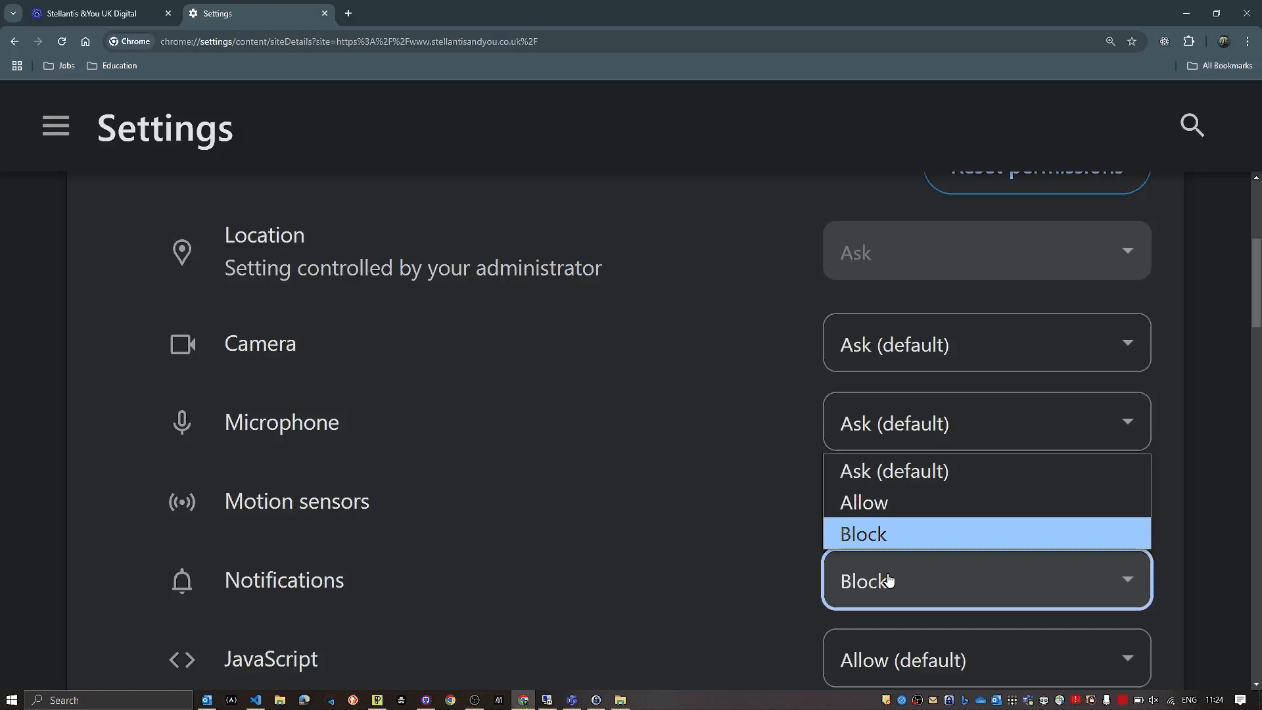 Stellantis &You UK Digital
Settings
Chrome
chrome://settings/content/siteDetails?site=https%3A%2F%2Fwww.stellantisandyou.co.uk%2F
Jobs
Education
All Bookmarks
Settings
Reset permissions
Location
Setting controlled by your administrator
Ask
Camera
Ask (default)
Microphone
Ask (default)
Ask (default)
Motion sensors
Allow
Block
Notifications
Block
JavaScript
Allow (default)
Search
ENG
11:24